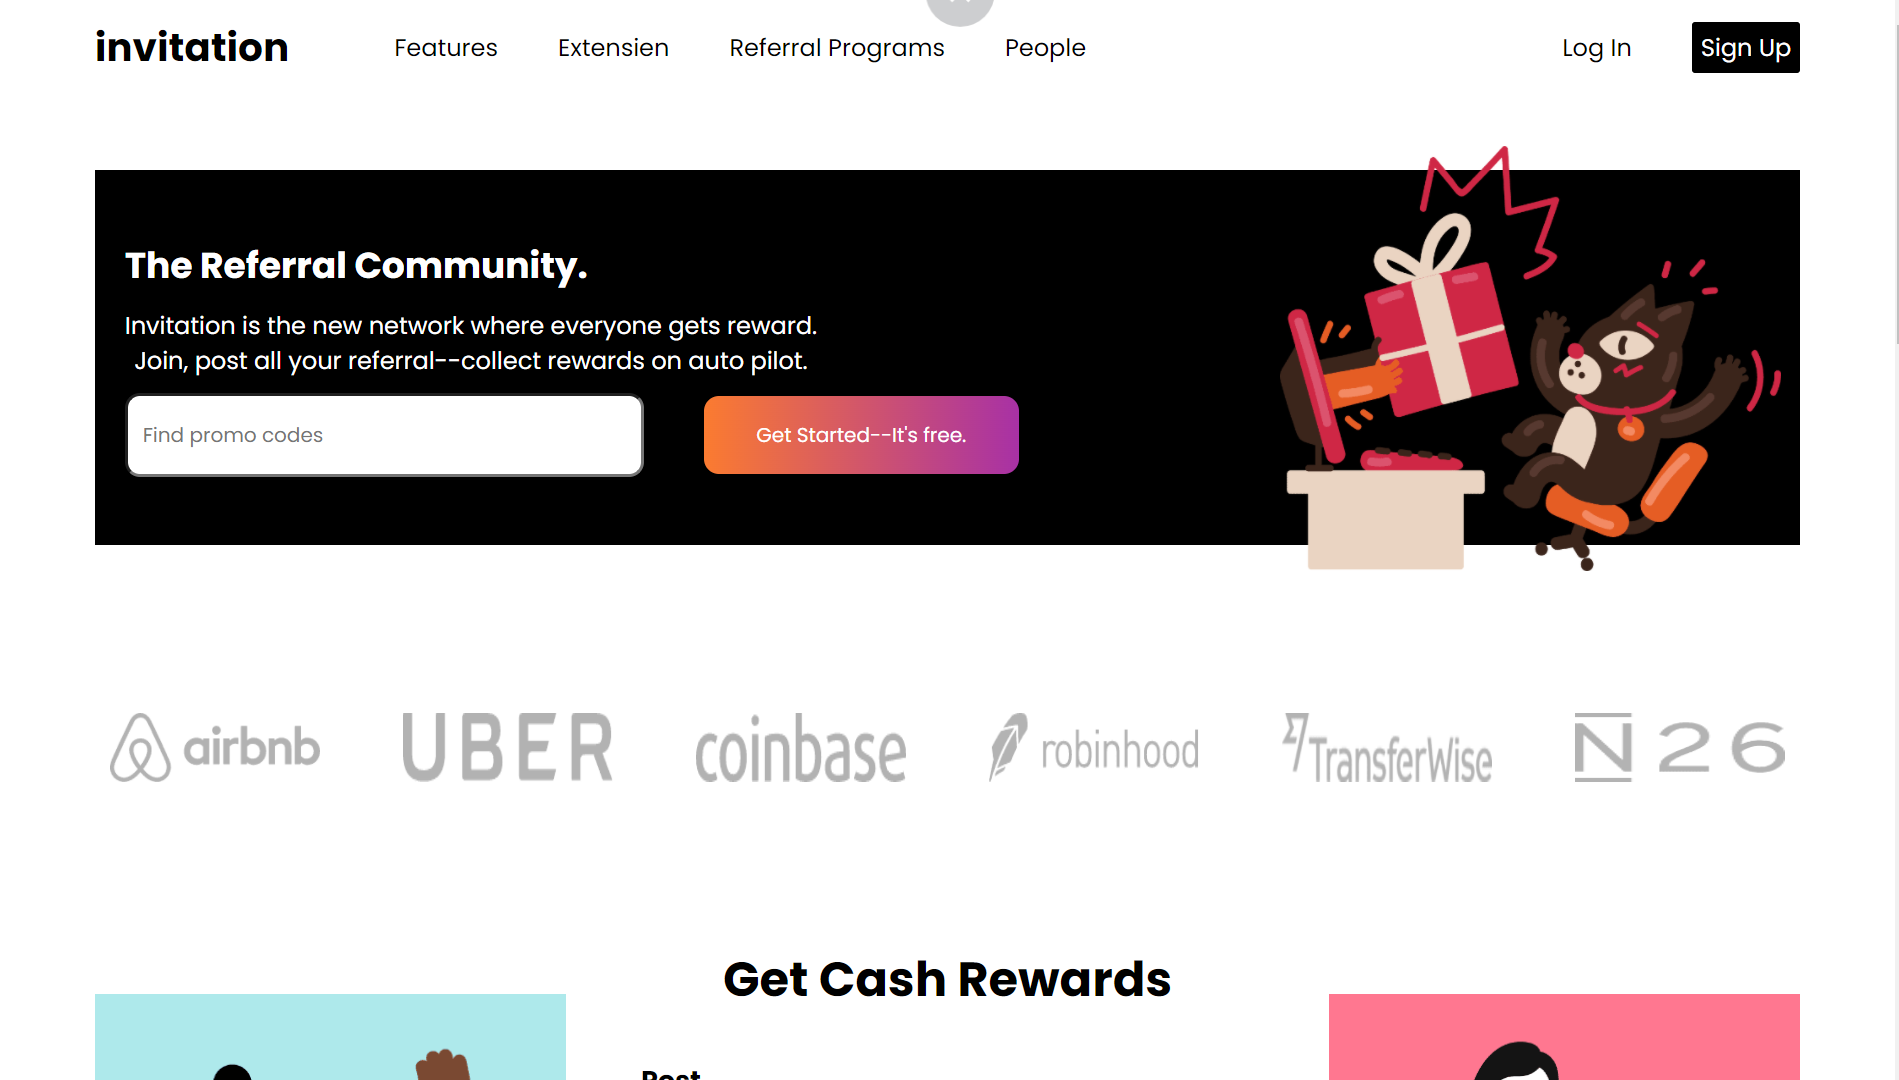 invitation
Features
Extensien
Referral Programs
People
Log In
Sign Up
The Referral Community.
Invitation is the new network where everyone gets reward.
Join, post all your referral--collect rewards on auto pilot.
Find promo codes
Get Started--It's free.
airbnb
UBER
coinbase
robinhood
TransferWise
N26
Get Cash Rewards
Post